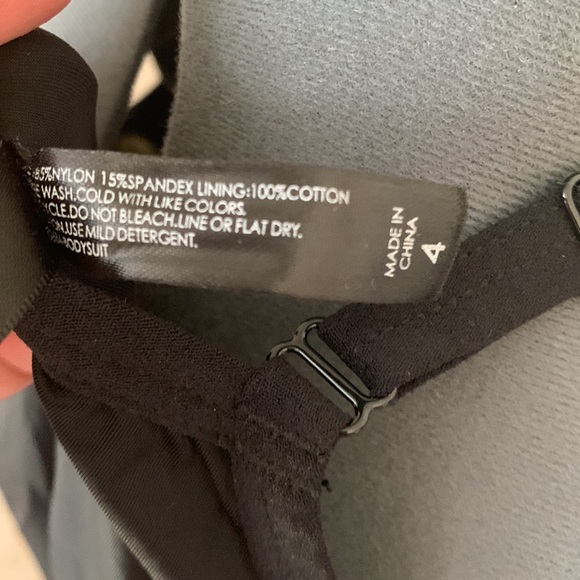 85%NYLON 15%SPANDEX LINING:100%COTTON
WASH.COLD WITH LIKE COLORS.
DO NOT BLEACH.LINE OR FLAT DRY.
USE MILD DETERGENT.
BODYSUIT
MADE IN
CHINA
4